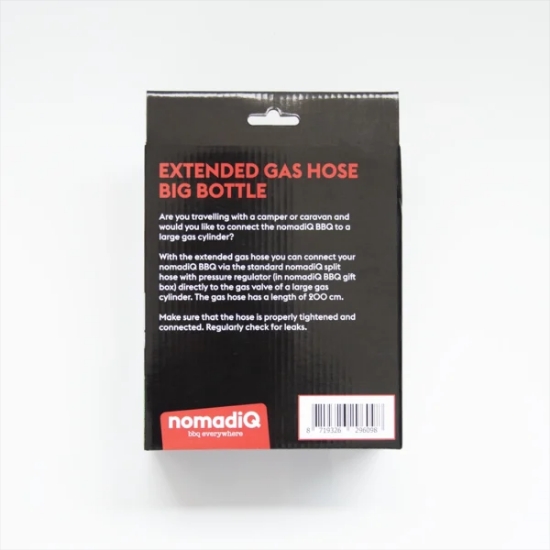 EXTENDED GAS HOSE
BIG BOTTLE
Are you travelling with a camper or caravan and
would you like to connect the nomadiQ BBQ to a
large gas cylinder?
With the extended gas hose you can connect your
nomadiQ BBQ via the standard nomadiQ split
hose with pressure regulator (in nomadiQ BBQ gift
box) directly to the gas valve of a large gas
cylinder. The gas hose has a length of 200 cm.
Make sure that the hose is properly tightened and
connected. Regularly check for leaks.
nomadiQ
bbq everywhere
8 719326 296098